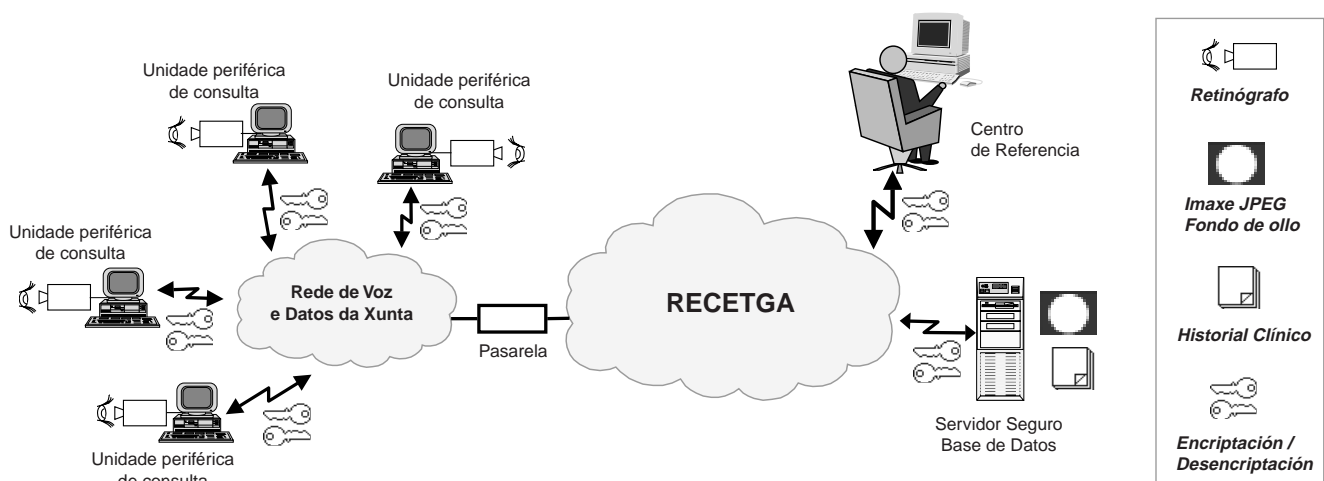 Unidade periférica
de consulta
Unidade periférica
de consulta
Unidade periférica
de consulta
Unidade periférica
de consulta
Rede de Voz
e Datos da Xunta
Pasarela
RECETGA
Centro
de Referencia
Servidor Seguro
Base de Datos
Retinógrafo
Imaxe JPEG
Fondo de ollo
Historial Clínico
Encriptación /
Desencriptación